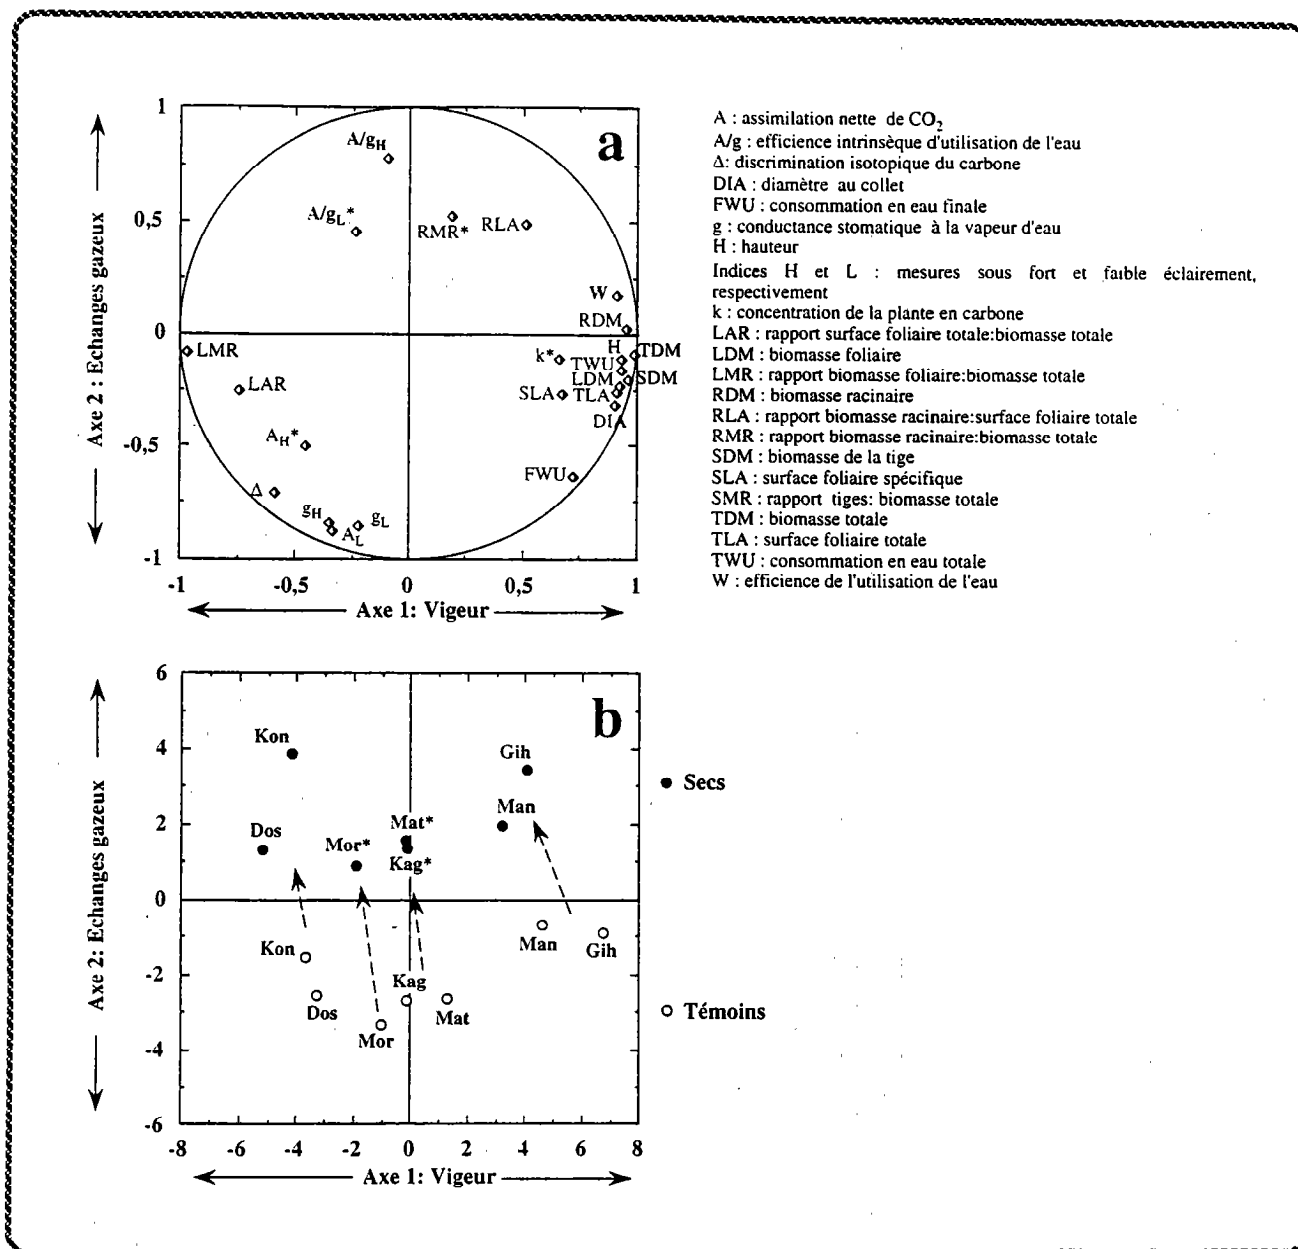 a
1
0,5
0
-0,5
-1
-1
-0,5
0
0,5
1
Axe 2 : Echanges gazeux
Axe 1: Vigeur
A/gH
A/gL*
RMR*
RLA
W
RDM
H
TDM
k*
TWU
LDM
SDM
SLA
TLA
DIA
FWU
LMR
LAR
AH*
Δ
gH
gL
AL
A : assimilation nette de CO2
A/g : efficience intrinsèque d'utilisation de l'eau
Δ: discrimination isotopique du carbone
DIA : diamètre au collet
FWU : consommation en eau finale
g : conductance stomatique à la vapeur d'eau
H : hauteur
Indices H et L : mesures sous fort et faible éclairement,
respectivement
k : concentration de la plante en carbone
LAR : rapport surface foliaire totale:biomasse totale
LDM : biomasse foliaire
LMR : rapport biomasse foliaire:biomasse totale
RDM : biomasse racinaire
RLA : rapport biomasse racinaire:surface foliaire totale
RMR : rapport biomasse racinaire:biomasse totale
SDM : biomasse de la tige
SLA : surface foliaire spécifique
SMR : rapport tiges: biomasse totale
TDM : biomasse totale
TLA : surface foliaire totale
TWU : consommation en eau totale
W : efficience de l'utilisation de l'eau
b
6
4
2
0
-2
-4
-6
-8
-6
-4
-2
0
2
4
6
8
Axe 2: Echanges gazeux
Axe 1: Vigeur
Kon
Gih
Man
Dos
Mor*
Mat*
Kag*
Kon
Dos
Mor
Kag
Mat
Man
Gih
Secs
Témoins